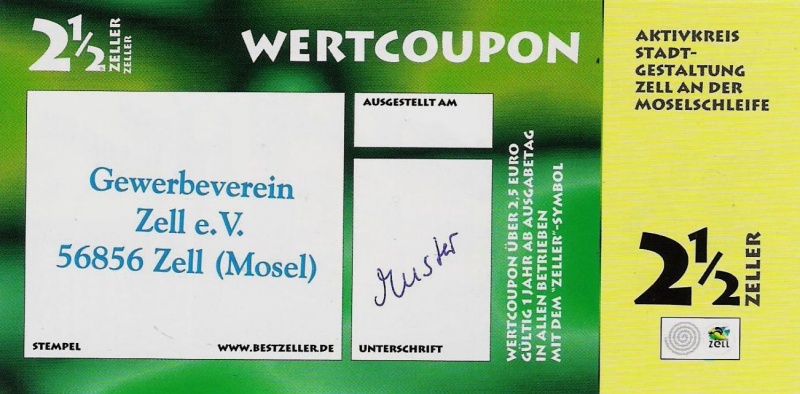 2½ ZELLER
ZELLER
WERTCOUPON
AKTIVKREIS
STADT-
GESTALTUNG
ZELL AN DER
MOSELSCHLEIFE
AUSGESTELLT AM
Gewerbeverein
Zell e.V.
56856 Zell (Mosel)
STEMPEL
WWW.BESTZELLER.DE
Muster
UNTERSCHRIFT
WERTCOUPON ÜBER 2,5 EURO
GÜLTIG 1 JAHR AB AUSGABETAG
IN ALLEN BETRIEBEN
MIT DEM "ZELLER"-SYMBOL
2½ ZELLER
zell